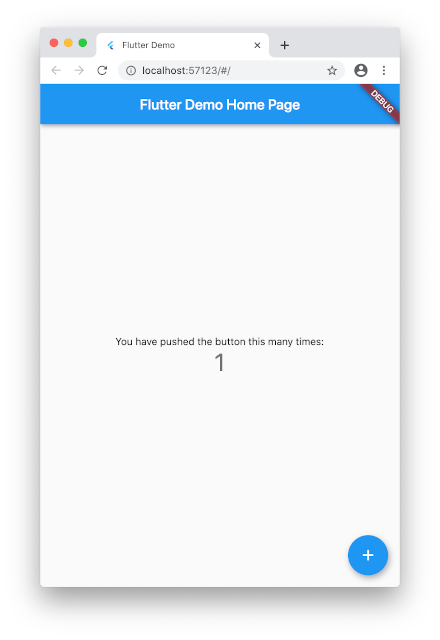 Flutter Demo
localhost:57123/#/
Flutter Demo Home Page
DEBUG
You have pushed the button this many times:
1